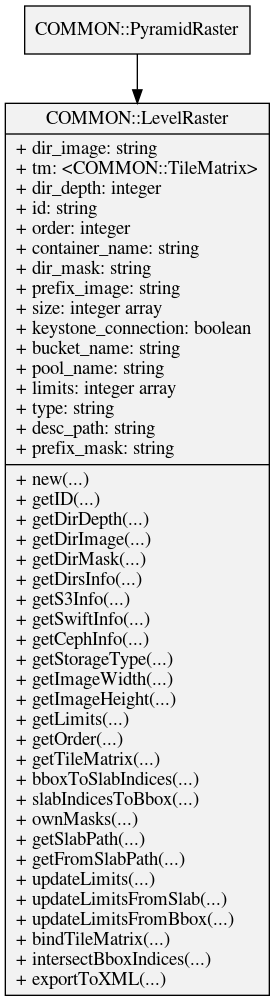 COMMON::PyramidRaster
COMMON::LevelRaster
+ dir_image: string
+ tm: <COMMON::TileMatrix>
+ dir_depth: integer
+ id: string
+ order: integer
+ container_name: string
+ dir_mask: string
+ prefix_image: string
+ size: integer array
+ keystone_connection: boolean
+ bucket_name: string
+ pool_name: string
+ limits: integer array
+ type: string
+ desc_path: string
+ prefix_mask: string
+ new(...)
+ getID(...)
+ getDirDepth(...)
+ getDirImage(...)
+ getDirMask(...)
+ getDirsInfo(...)
+ getS3Info(...)
+ getSwiftInfo(...)
+ getCephInfo(...)
+ getStorageType(...)
+ getImageWidth(...)
+ getImageHeight(...)
+ getLimits(...)
+ getOrder(...)
+ getTileMatrix(...)
+ bboxToSlabIndices(...)
+ slabIndicesToBbox(...)
+ ownMasks(...)
+ getSlabPath(...)
+ getFromSlabPath(...)
+ updateLimits(...)
+ updateLimitsFromSlab(...)
+ updateLimitsFromBbox(...)
+ bindTileMatrix(...)
+ intersectBboxIndices(...)
+ exportToXML(...)